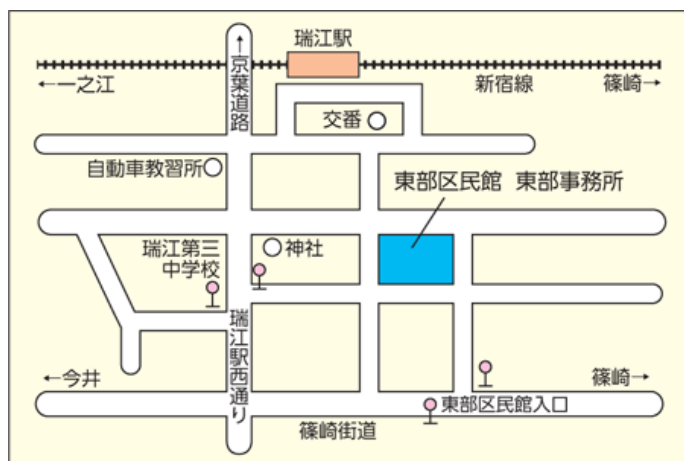 瑞江駅
←一之江
↑京葉道路
新宿線
篠崎→
交番
自動車教習所
東部区民館 東部事務所
瑞江第三
中学校
神社
瑞江駅西通り
←今井
篠崎→
東部区民館入口
篠崎街道